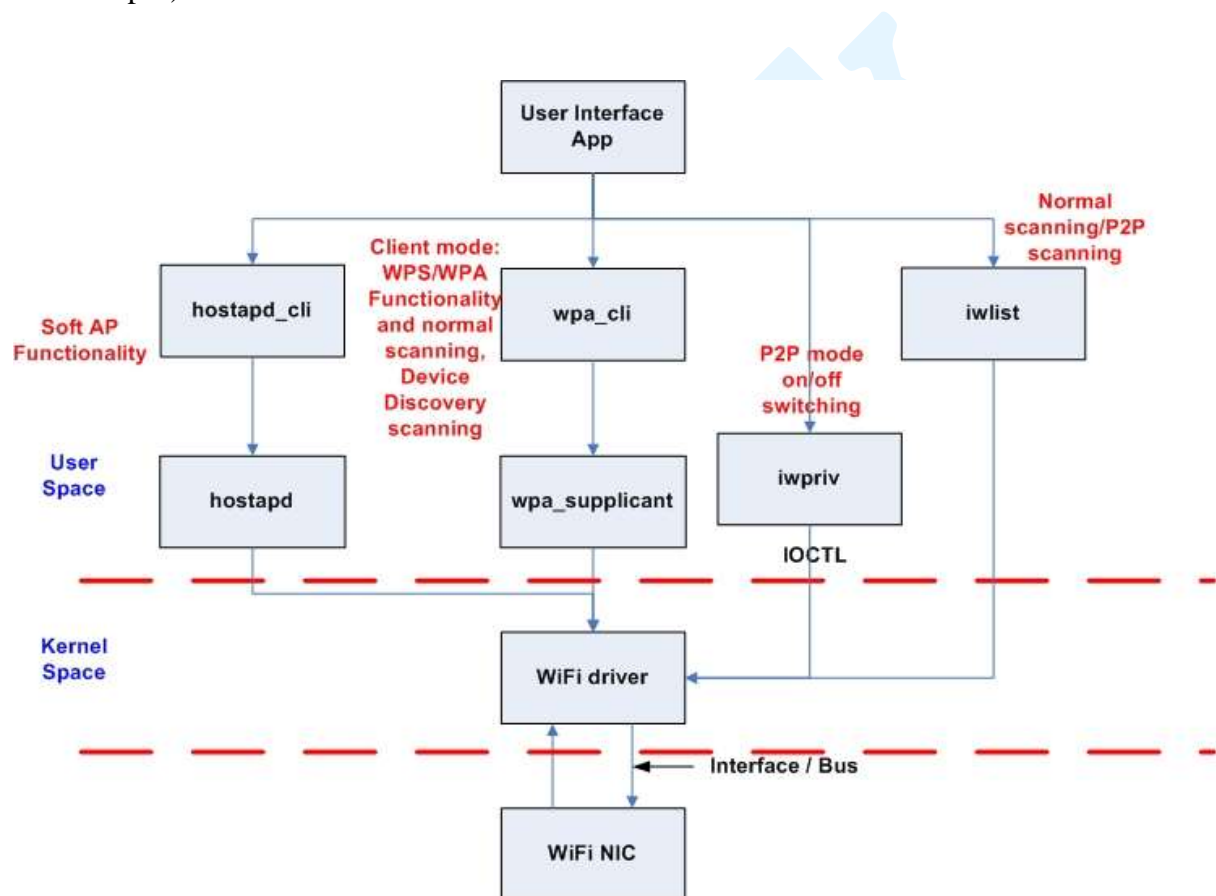 User Interface
App
Normal
scanning/P2P
scanning
Client mode:
WPS/WPA
Functionality
and normal
scanning,
Device
Discovery
scanning
hostapd_cli
wpa_cli
iwlist
Soft AP
Functionality
P2P mode
on/off
switching
User
Space
hostapd
wpa_supplicant
iwpriv
IOCTL
Kernel
Space
WiFi driver
Interface / Bus
WiFi NIC